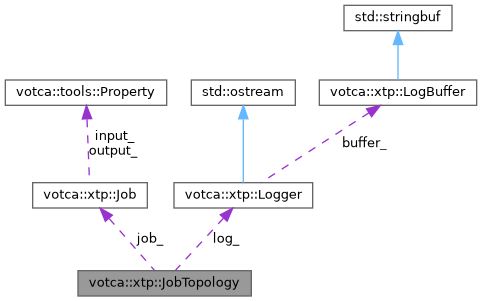 std::stringbuf
votca::tools::Property
std::ostream
votca::xtp::LogBuffer
input_
output_
buffer_
votca::xtp::Job
votca::xtp::Logger
job_
log_
votca::xtp::JobTopology